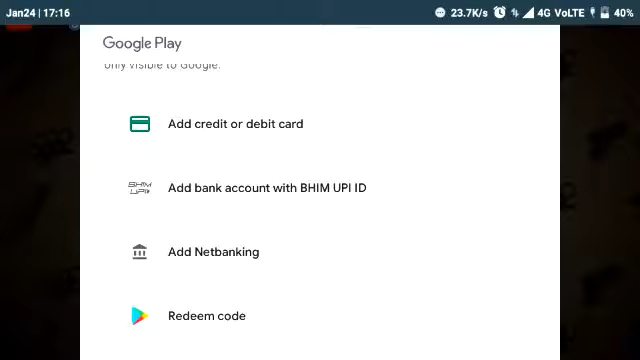 Jan24 | 17:16
23.7K/s 4G VoLTE 40%
Google Play
only visible to Google.
Add credit or debit card
BHIM UPI Add bank account with BHIM UPI ID
Add Netbanking
Redeem code